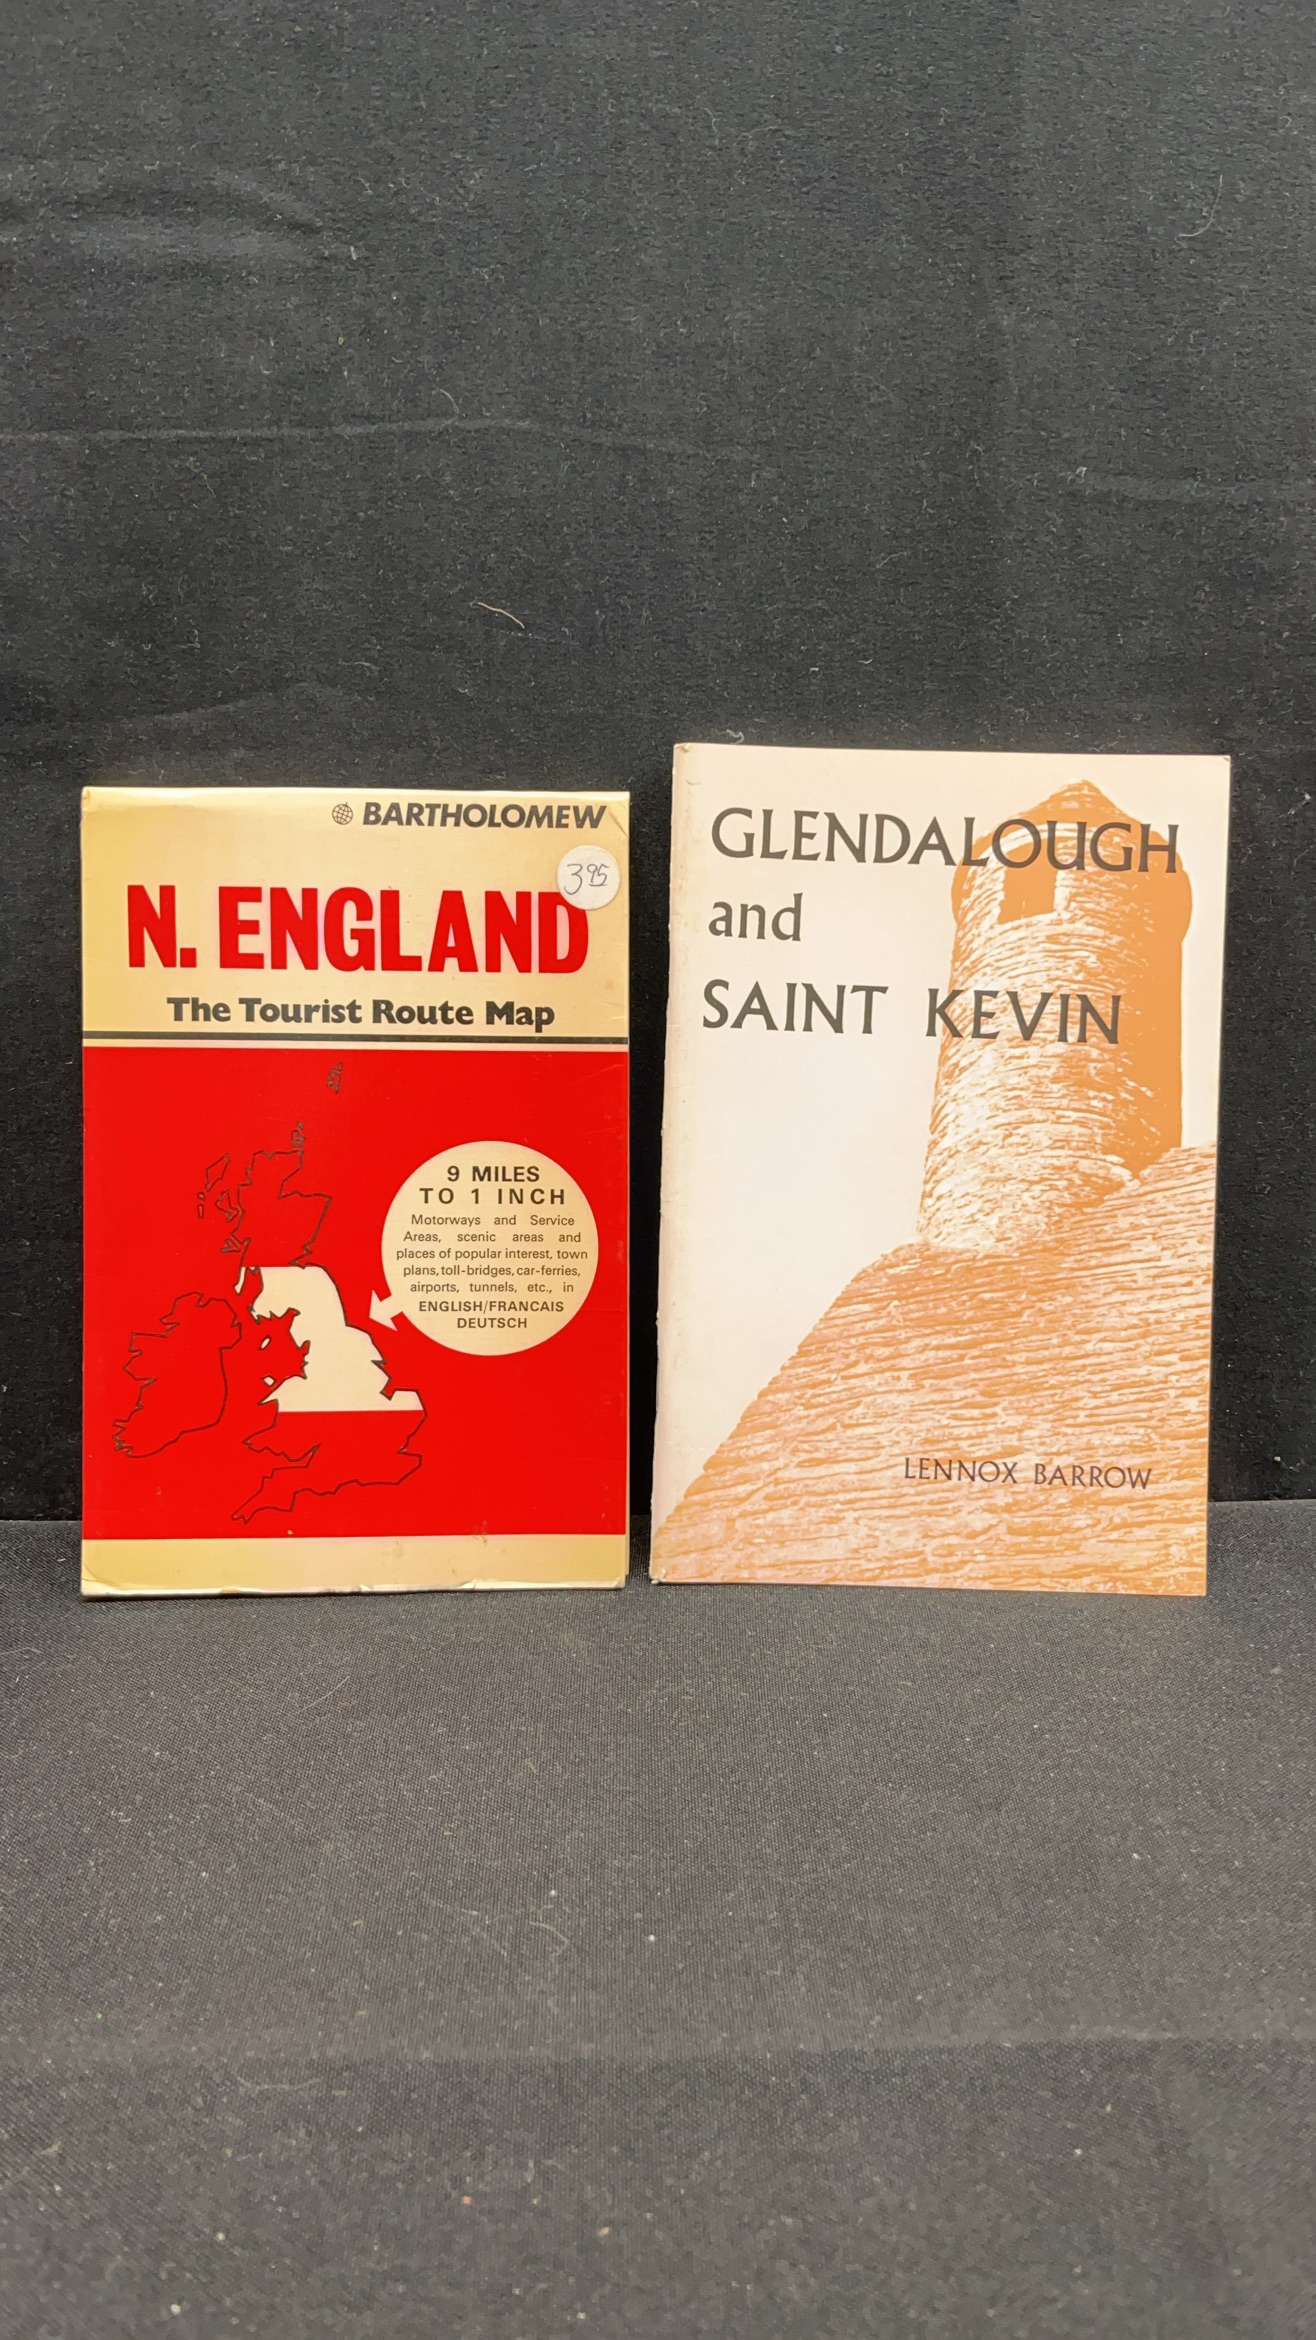 BARTHOLOMEW
3.95
N. ENGLAND
The Tourist Route Map
9 MILES
TO 1 INCH
Motorways and Service
Areas, scenic areas and
places of popular interest, town
plans, toll-bridges, car-ferries,
airports, tunnels, etc., in
ENGLISH/FRANCAIS
DEUTSCH
GLENDALOUGH
and
SAINT KEVIN
LENNOX BARROW